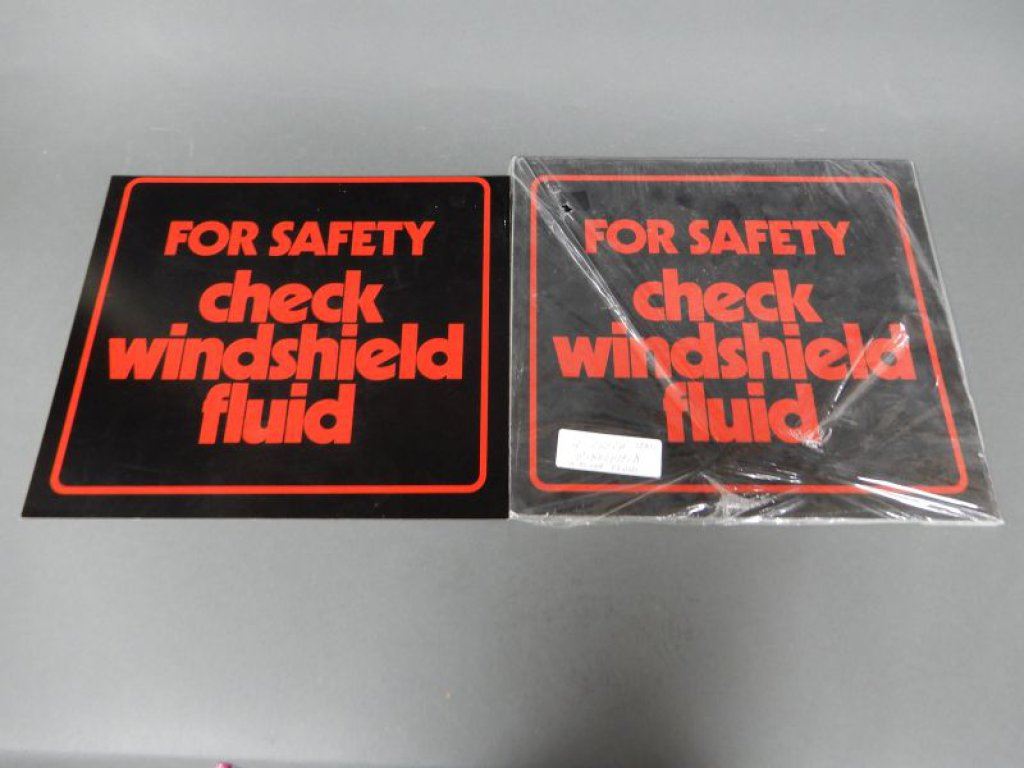 FOR SAFETY
check
windshield
fluid
FOR SAFETY
check
windshield
fluid